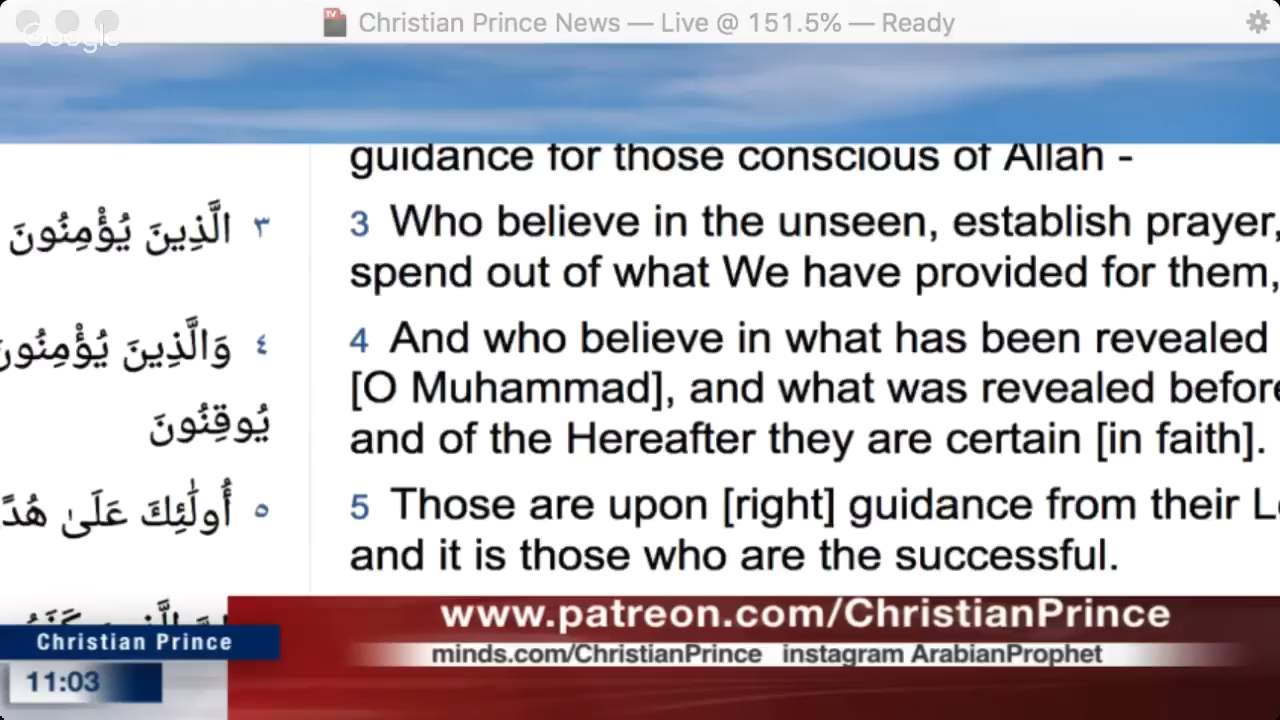 Christian Prince News — Live @ 151.5% — Ready
Google
guidance for those conscious of Allah -
3 Who believe in the unseen, establish prayer,
spend out of what We have provided for them,
4 And who believe in what has been revealed
[O Muhammad], and what was revealed before
and of the Hereafter they are certain [in faith].
5 Those are upon [right] guidance from their
and it is those who are the successful.
٣ الَّذِينَ يُؤْمِنُونَ
٤ وَالَّذِينَ يُؤْمِنُونَ
يُوقِنُونَ
٥ أُولَٰئِكَ عَلَىٰ هُدًى
www.patreon.com/ChristianPrince
minds.com/ChristianPrince instagram ArabianProphet
Christian Prince
11:03